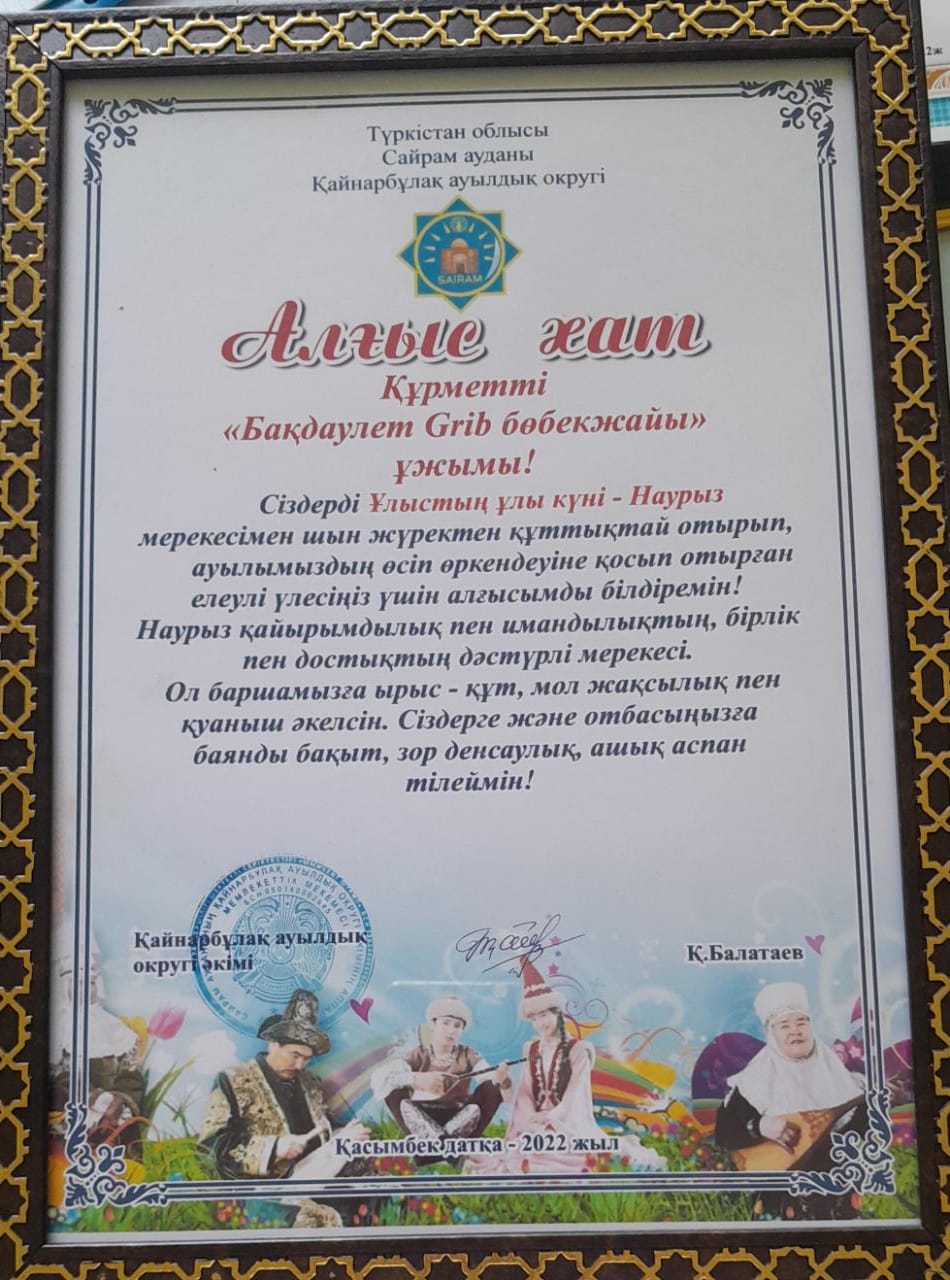 Түркістан облысы
Сайрам ауданы
Қайнарбұлақ ауылдық округі
SAIRAM
Алғыс хат
Құрметті
«Бақдаулет Grib бөбекжайы»
ұжымы!
Сіздерді Ұлыстың ұлы күні - Наурыз
мерекесімен шын жүректен құттықтай отырып,
ауылымыздың өсіп өркендеуіне қосып отырған
елеулі үлесіңіз үшін алғысымды білдіремін!
Наурыз қайырымдылық пен имандылықтың, бірлік
пен достықтың дәстүрлі мерекесі.
Ол баршамызға ырыс - құт, мол жақсылық пен
қуаныш әкелсін. Сіздерге және отбасыңызға
баянды бақыт, зор денсаулық, ашық аспан
тілеймін!
Қайнарбұлақ ауылдық
округі әкімі
Қ.Балатаев
Қасымбек датқа - 2022 жыл